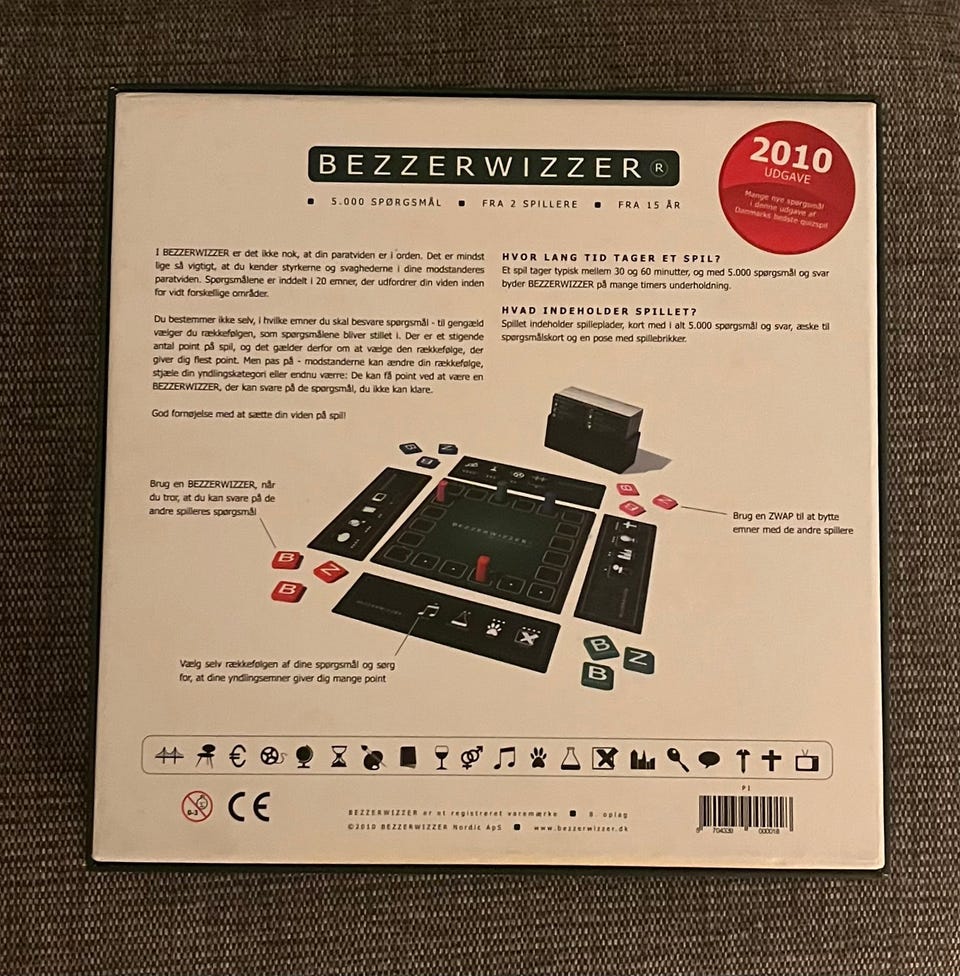 BEZZERWIZZER®
5.000 SPØRGSMÅL ■ FRA 2 SPILLERE ■ FRA 15 ÅR
2010
UDGAVE
Mange nye spørgsmål
i denne udgave af
Danmarks bedste quizspil
I BEZZERWIZZER er det ikke nok, at din paratviden er i orden. Det er mindst
lige så vigtigt, at du kender styrkerne og svaghederne i dine modstanderes
paratviden. Spørgsmålene er inddelt i 20 emner, der udfordrer din viden inden
for vidt forskellige områder.
Du bestemmer ikke selv, i hvilke emner du skal besvare spørgsmål - til gengæld
vælger du rækkefølgen, som spørgsmålene bliver stillet i. Der er et stigende
antal point på spil, og det gælder derfor om at vælge den rækkefølge, der
giver dig flest point. Men pas på - modstanderne kan ændre din rækkefølge,
stjæle din yndlingskategori eller endnu værre: De kan få point ved at være en
BEZZERWIZZER, der kan svare på de spørgsmål, du ikke kan klare.
God fornøjelse med at sætte din viden på spil!
HVOR LANG TID TAGER ET SPIL?
Et spil tager typisk mellem 30 og 60 minutter, og med 5.000 spørgsmål og svar
byder BEZZERWIZZER på mange timers underholdning.
HVAD INDEHOLDER SPILLET?
Spillet indeholder spilleplader, kort med i alt 5.000 spørgsmål og svar, æske til
spørgsmålskort og en pose med spillebrikker.
Brug en BEZZERWIZZER, når
du tror, at du kan svare på de
andre spilleres spørgsmål
Brug en ZWAP til at bytte
emner med de andre spillere
BEZZERWIZZER
B
Z
B
B
Z
B
B
Z
B
B
Z
B
Vælg selv rækkefølgen af dine spørgsmål og sørg
for, at dine yndlingsemner giver dig mange point
0-3
CE
BEZZERWIZZER er et registreret varemærke ■ 8. oplag
©2010 BEZZERWIZZER Nordic ApS ■ www.bezzerwizzer.dk
P1
5 704339 000018